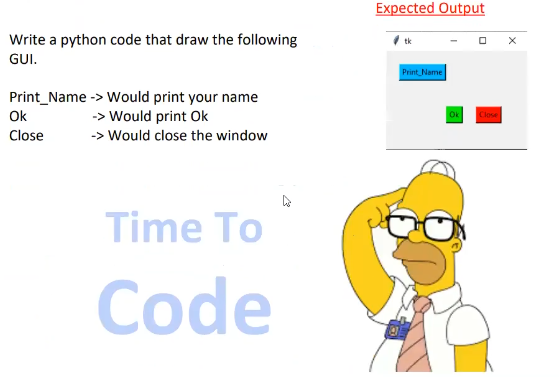 Expected Output
Write a python code that draw the following
GUI.
tk
Print_Name
Print_Name -> Would print your name
Ok -> Would print Ok
Close -> Would close the window
Ok Close
Time To
Code